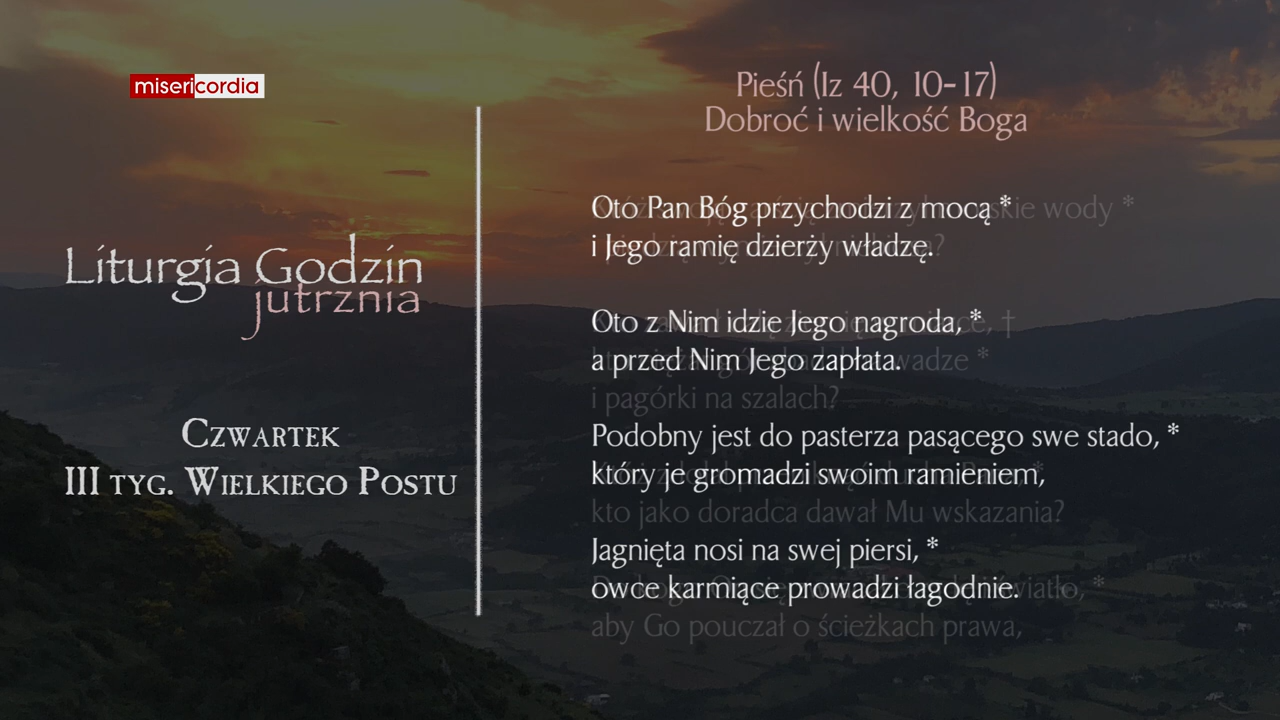 misericordia
Liturgia Godzin
jutrznia
Czwartek
III tyg. Wielkiego Postu
Pieśń (Iz 40, 10-17)
Dobroć i wielkość Boga
Oto Pan Bóg przychodzi z mocą *
wody *
i Jego ramię dzierży władzę.
Oto z Nim idzie Jego nagroda, *
a przed Nim Jego zapłata.
i pagórki na szalach?
Podobny jest do pasterza pasącego swe stado, *
który je gromadzi swoim ramieniem,
kto jako doradca dawał Mu wskazania?
Jagnięta nosi na swej piersi, *
owce karmiące prowadzi łagodnie.
aby Go pouczał o ścieżkach prawa,